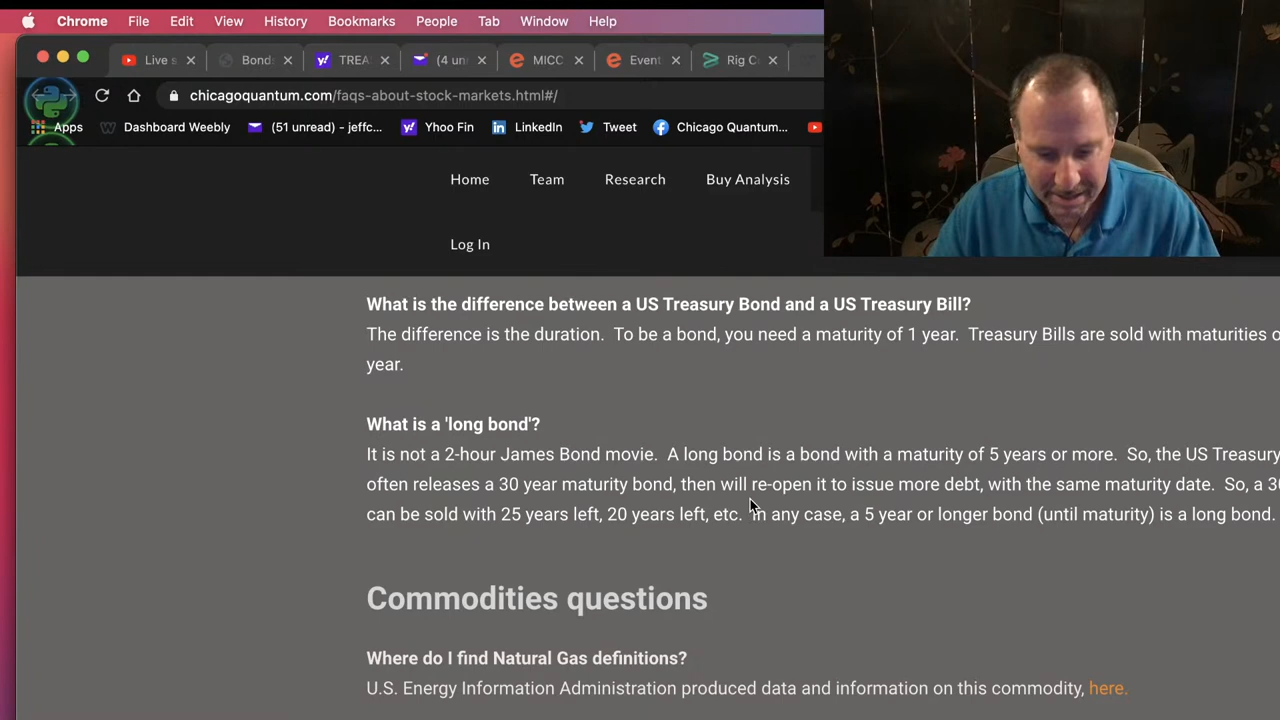 Chrome File Edit View History Bookmarks People Tab Window Help
Live s Bond: TREA (4 un MICC Event Rig C
chicagoquantum.com/faqs-about-stock-markets.html#/
Apps Dashboard Weekly (51 unread) - jeffc... Yhoo Fin LinkedIn Tweet Chicago Quantum...
Home Team Research Buy Analysis
Log In
What is the difference between a US Treasury Bond and a US Treasury Bill?
The difference is the duration. To be a bond, you need a maturity of 1 year. Treasury Bills are sold with maturities o
year.
What is a 'long bond'?
It is not a 2-hour James Bond movie. A long bond is a bond with a maturity of 5 years or more. So, the US Treasury
often releases a 30 year maturity bond, then will re-open it to issue more debt, with the same maturity date. So, a 30
can be sold with 25 years left, 20 years left, etc. In any case, a 5 year or longer bond (until maturity) is a long bond.
Commodities questions
Where do I find Natural Gas definitions?
U.S. Energy Information Administration produced data and information on this commodity, here.